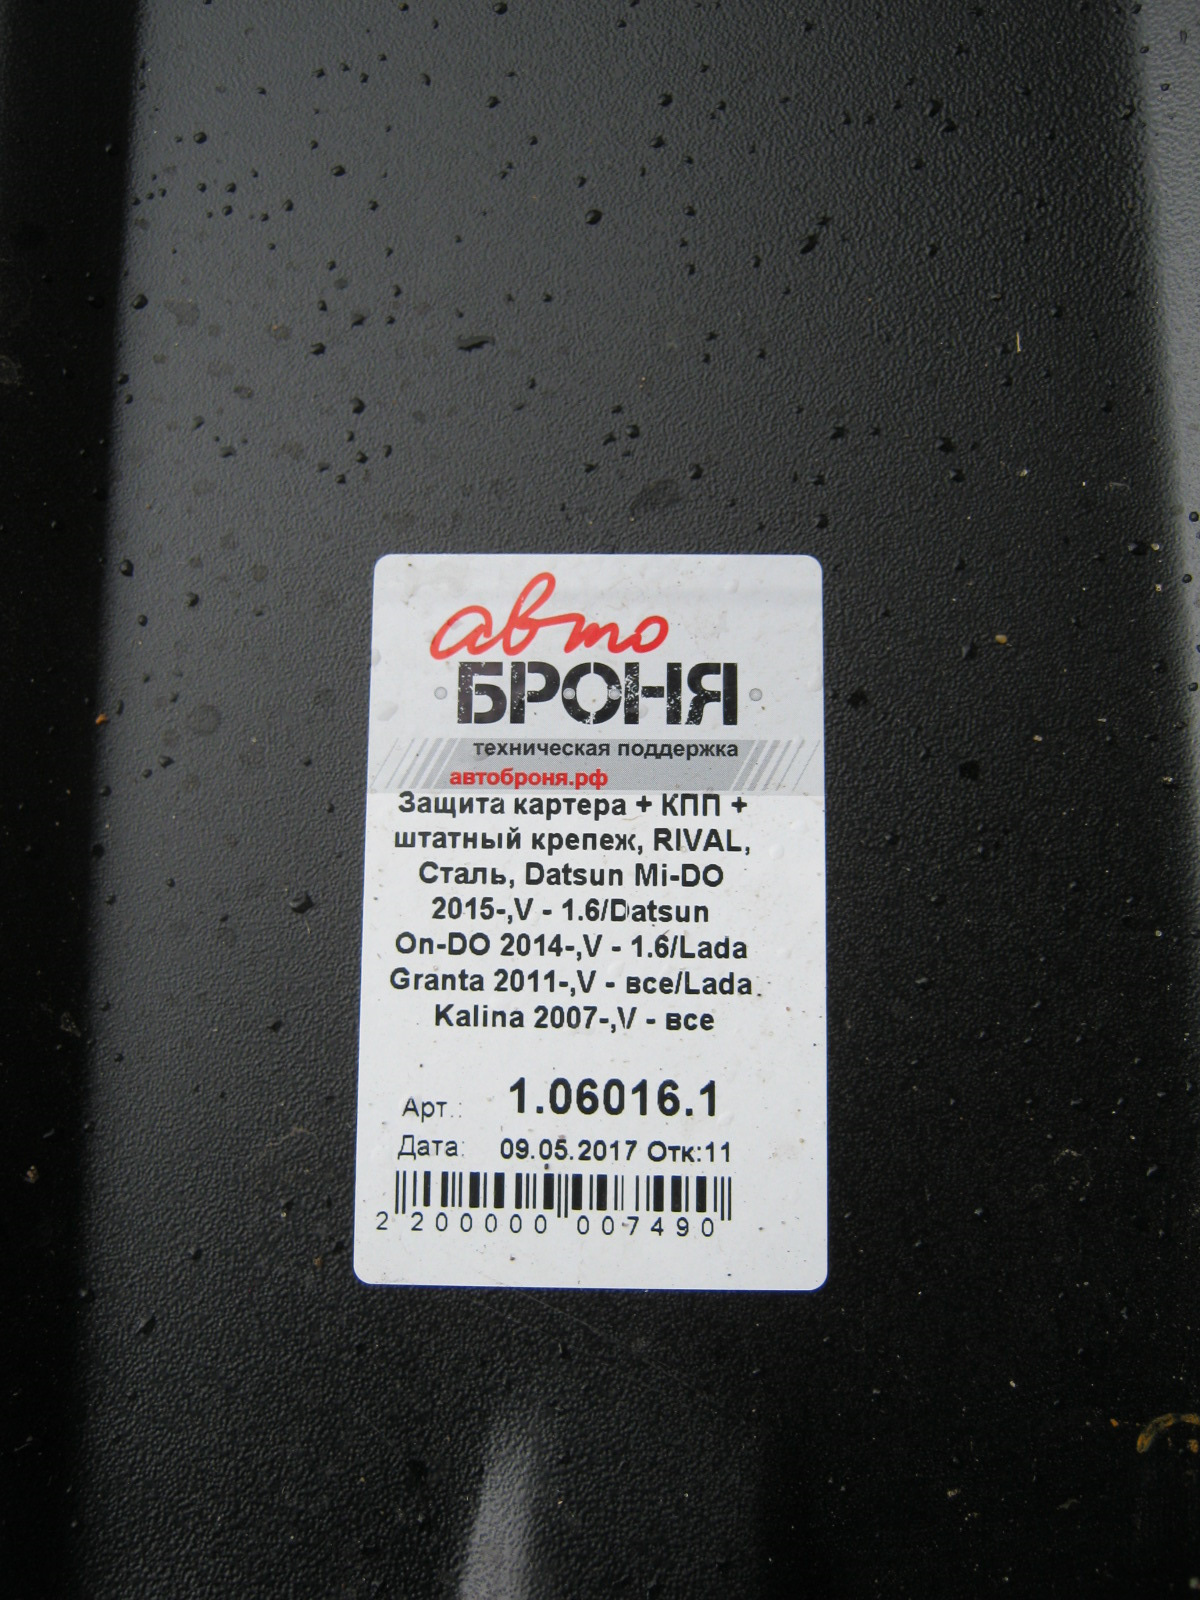 авто
БРОНЯ
техническая поддержка
автоброня.рф
Защита картера + КПП +
штатный крепеж, RIVAL,
Сталь, Datsun Mi-DO
2015-,V - 1.6/Datsun
On-DO 2014-,V - 1.6/Lada
Granta 2011-,V - все/Lada
Kalina 2007-,V - все
Арт.: 1.06016.1
Дата: 09.05.2017 Отк:11
2 200000 007490